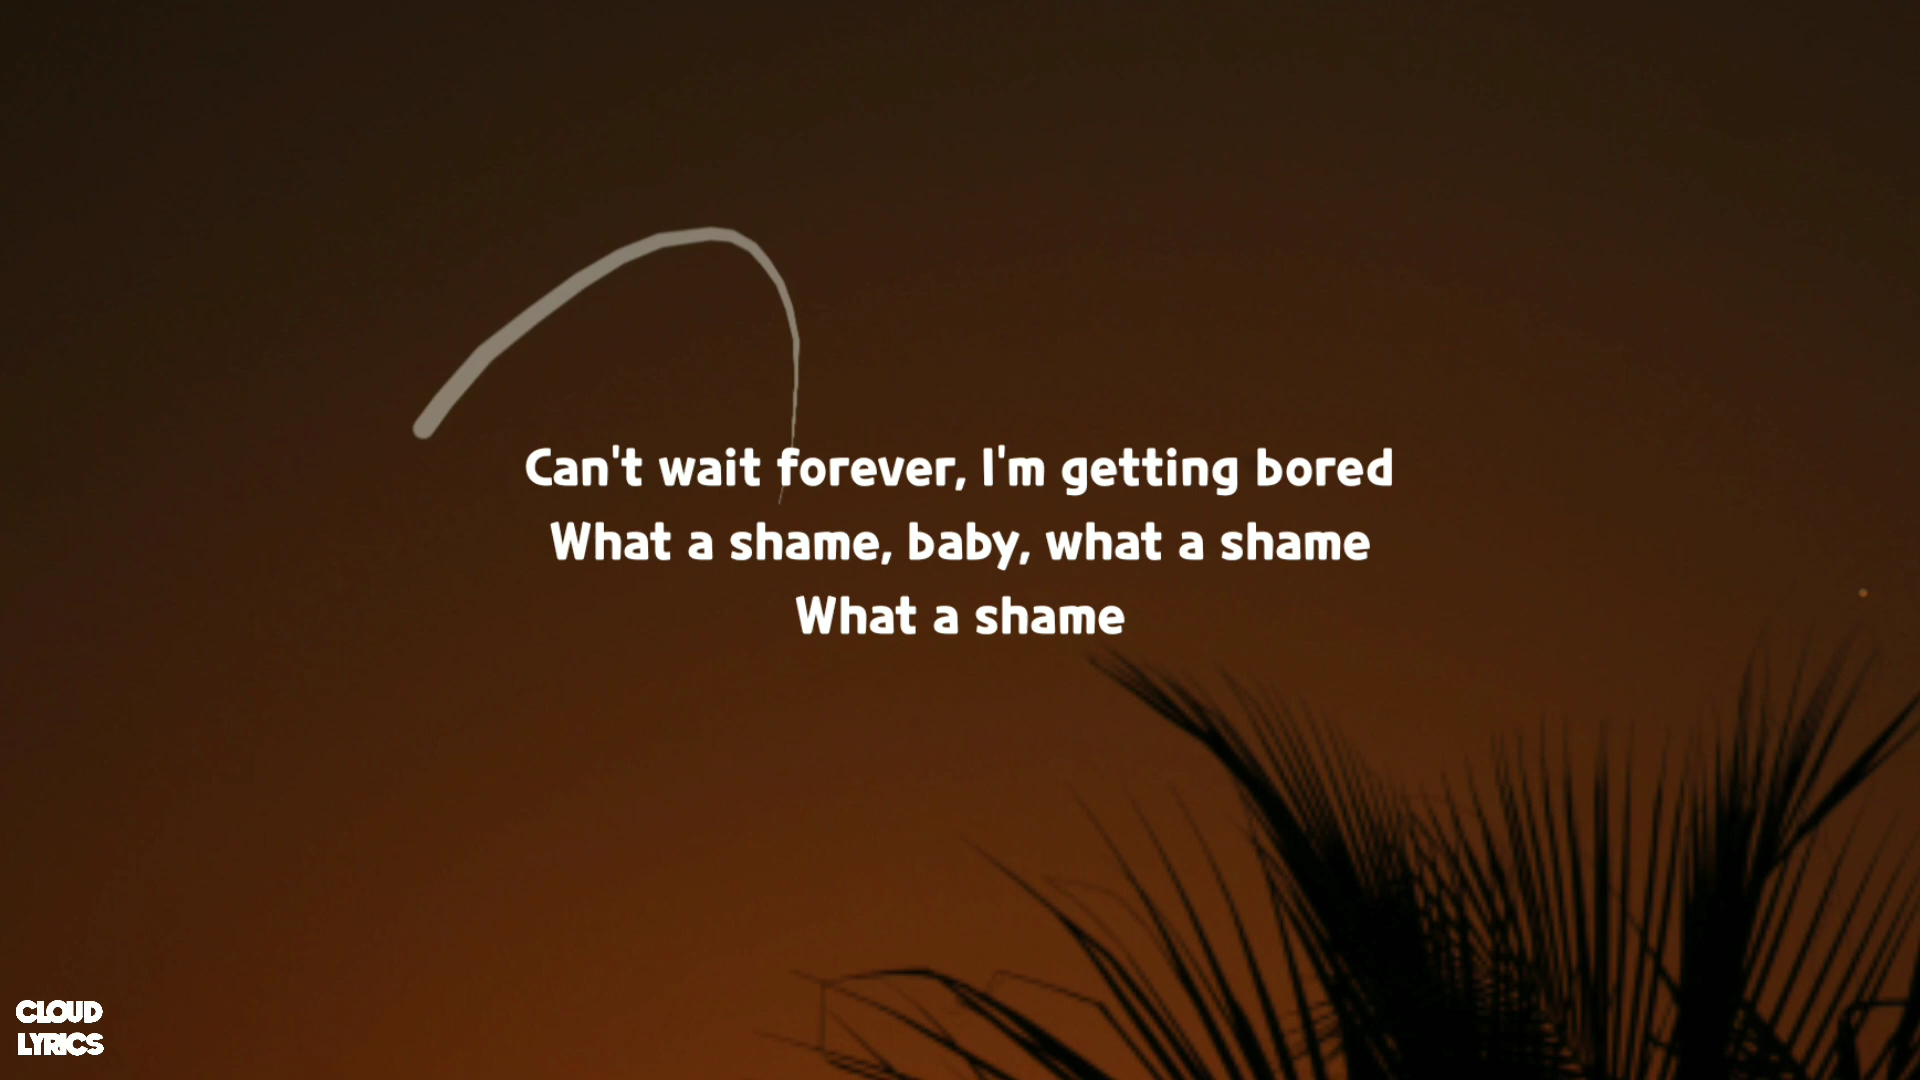 Can't wait forever, I'm getting bored
What a shame, baby, what a shame
What a shame
CLOUD
LYRICS